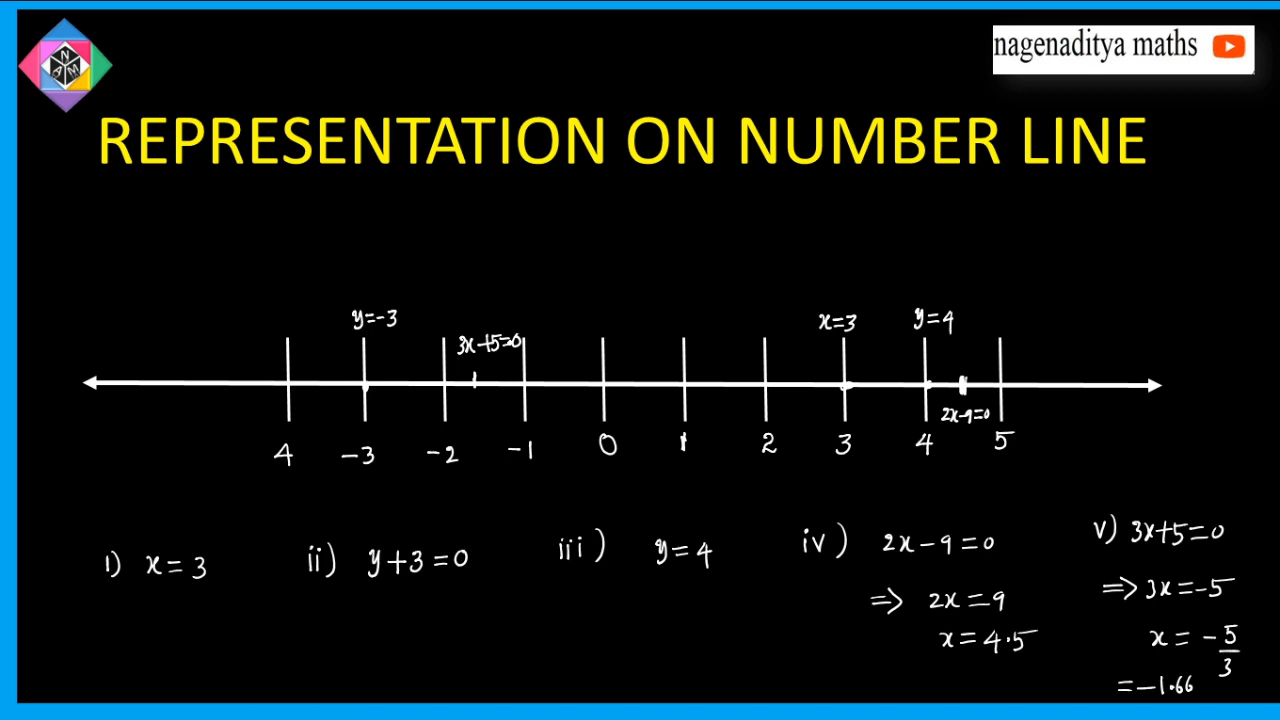 nagenaditya maths
N
A M
REPRESENTATION ON NUMBER LINE
y=-3 3x+5=0 x=3 y=4
2x-9=0
4 -3 -2 -1 0 1 2 3 4 5
i) x=3 ii) y+3=0 iii) y=4 iv) 2x-9=0 v) 3x+5=0
=> 2x=9 => 3x=-5
x=4.5 x= -5/3
=-1.66